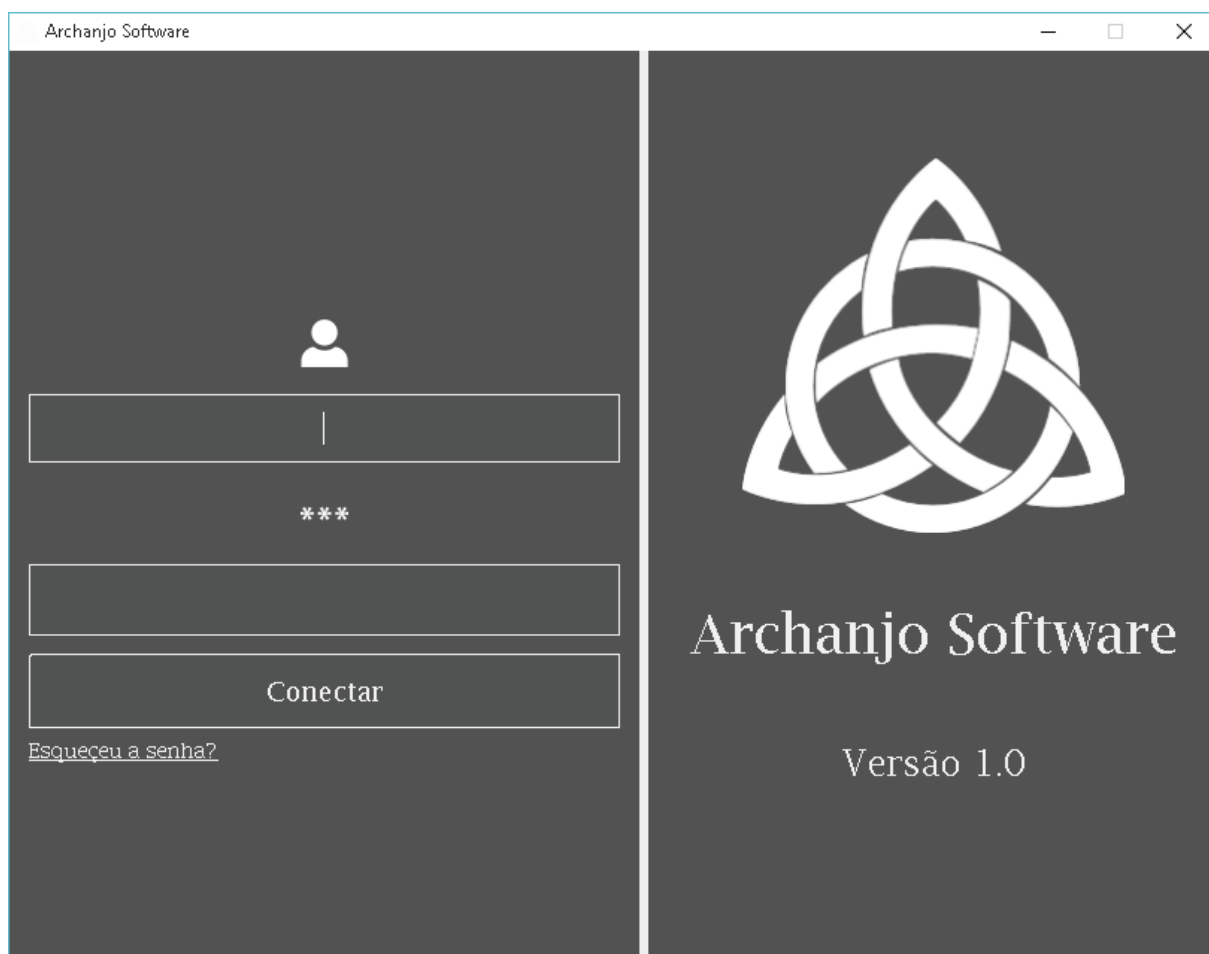 Archanjo Software
***
Conectar
Esqueçeu a senha?
Archanjo Software
Versão 1.0